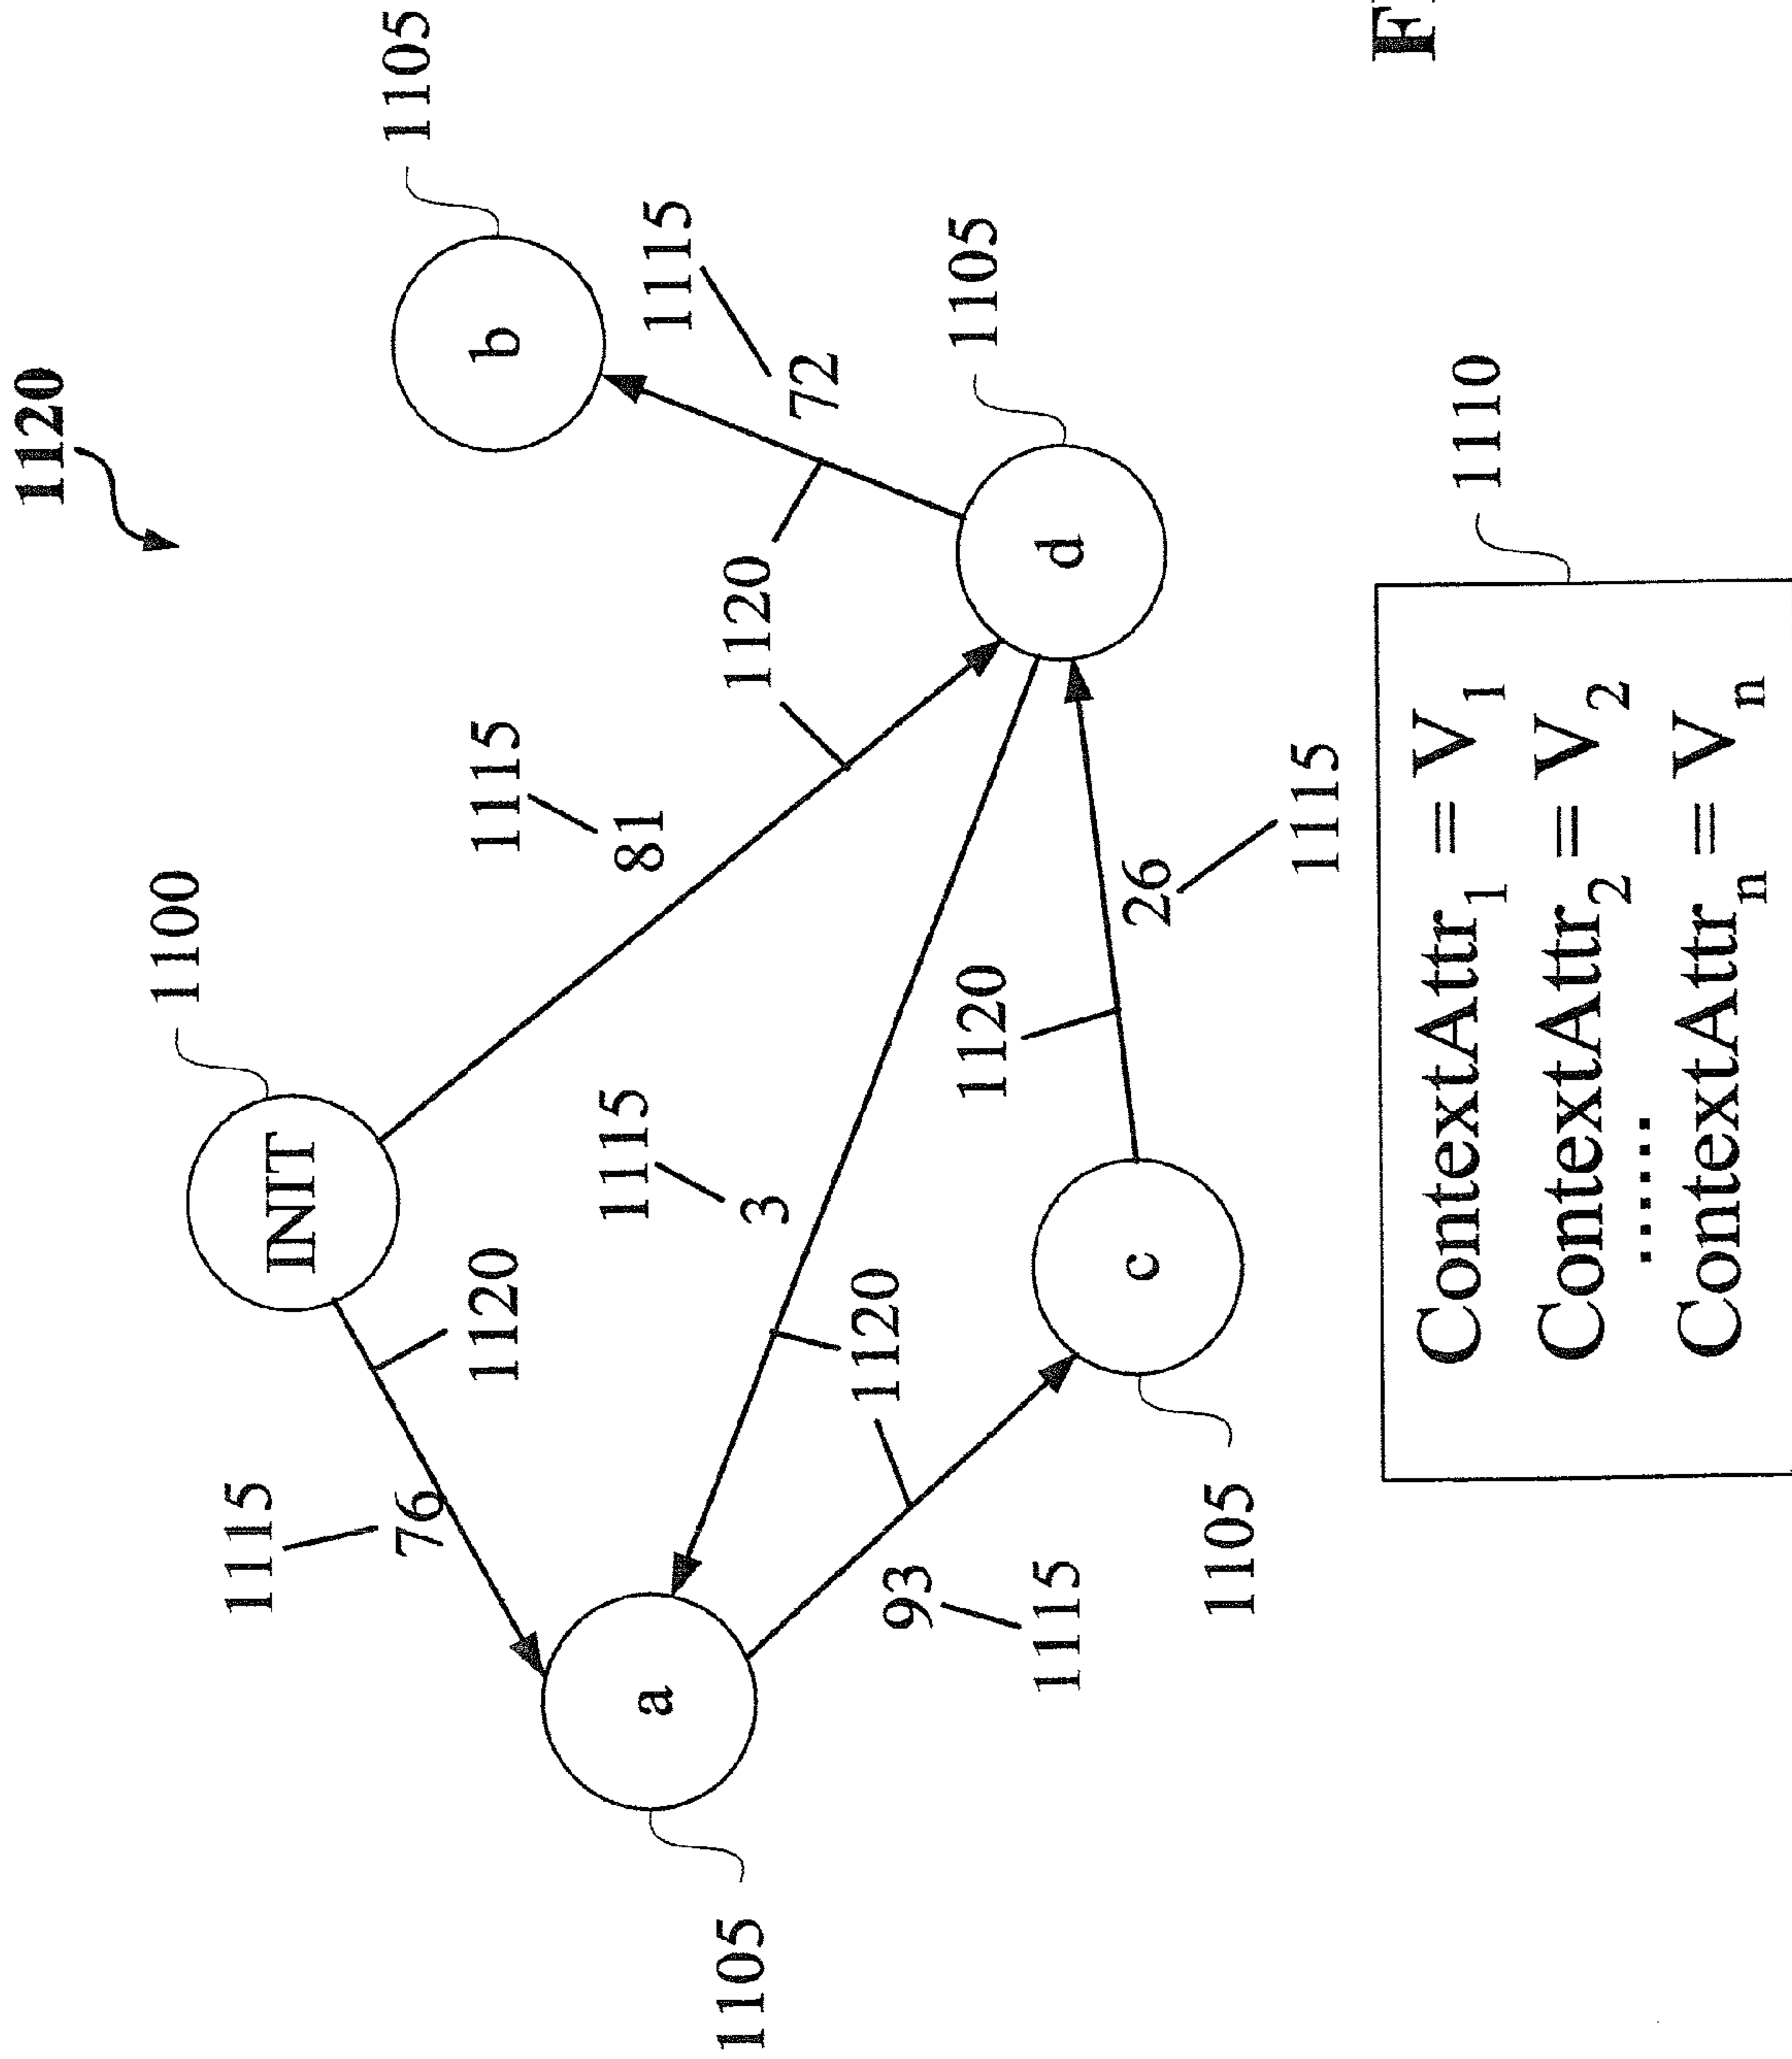 1120
1100
1115
INIT
1105
76
1120
1115
b
1115
81
a
1115
1105
3
1120
72
1120
93
1120
1105
1115
d
c
26
1105
1115
F
ContextAttr₁ = V₁
1110
ContextAttr₂ = V₂
......
ContextAttrₙ = Vₙ